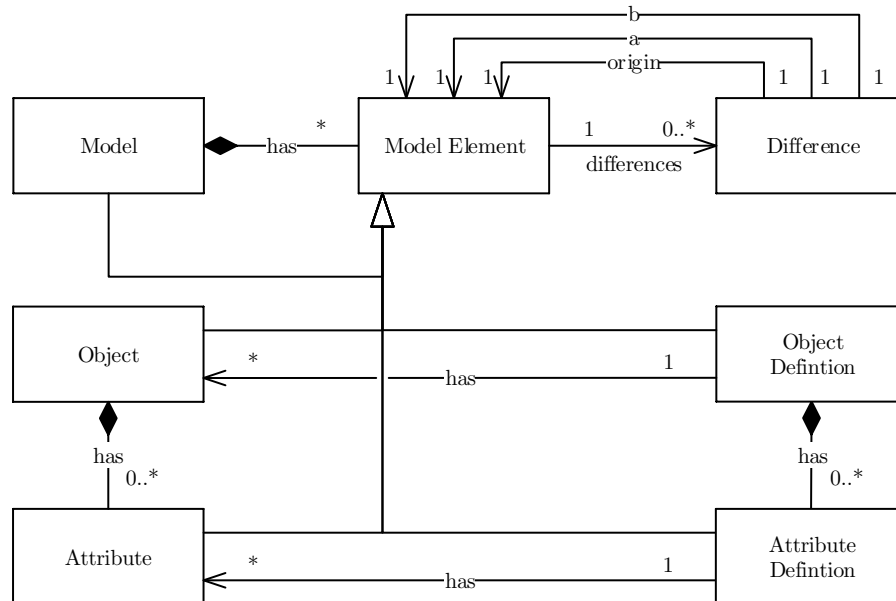 b
a
origin
1
1
1
1
1
1
Model
has
*
Model Element
1
0..*
differences
Difference
Object
*
has
1
Object
Defintion
has
0..*
has
0..*
Attribute
*
has
1
Attribute
Defintion